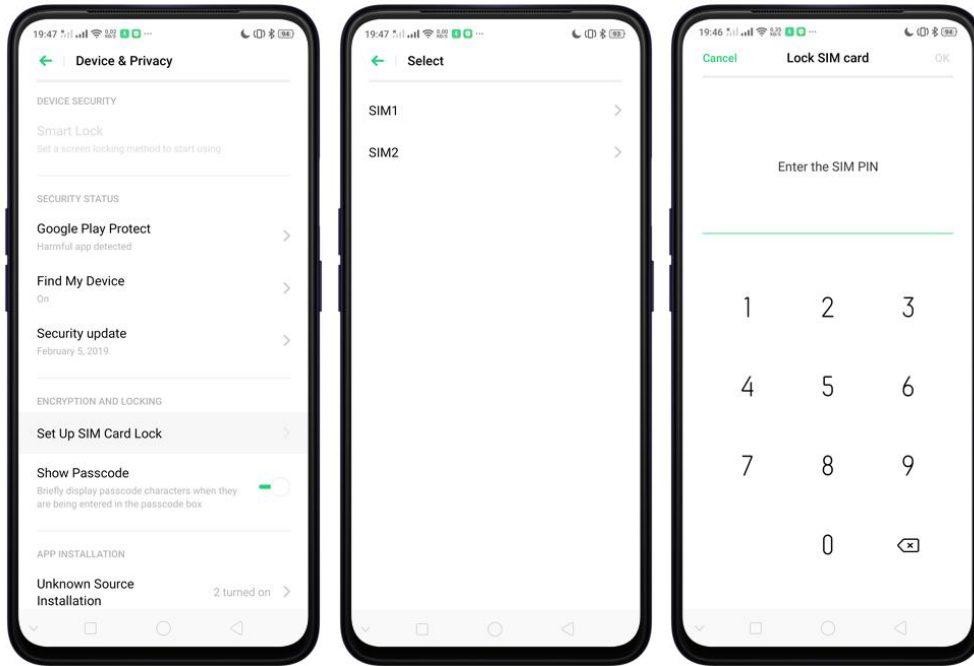 19:47
94
Device & Privacy
DEVICE SECURITY
Smart Lock
Set a screen locking method to start using
SECURITY STATUS
Google Play Protect
Harmful app detected
Find My Device
On
Security update
February 5, 2019
ENCRYPTION AND LOCKING
Set Up SIM Card Lock
Show Passcode
Briefly display passcode characters when they
are being entered in the passcode box
APP INSTALLATION
Unknown Source
Installation
2 turned on
19:47
93
Select
SIM1
SIM2
19:46
94
Cancel
Lock SIM card
OK
Enter the SIM PIN
1 2 3
4 5 6
7 8 9
0